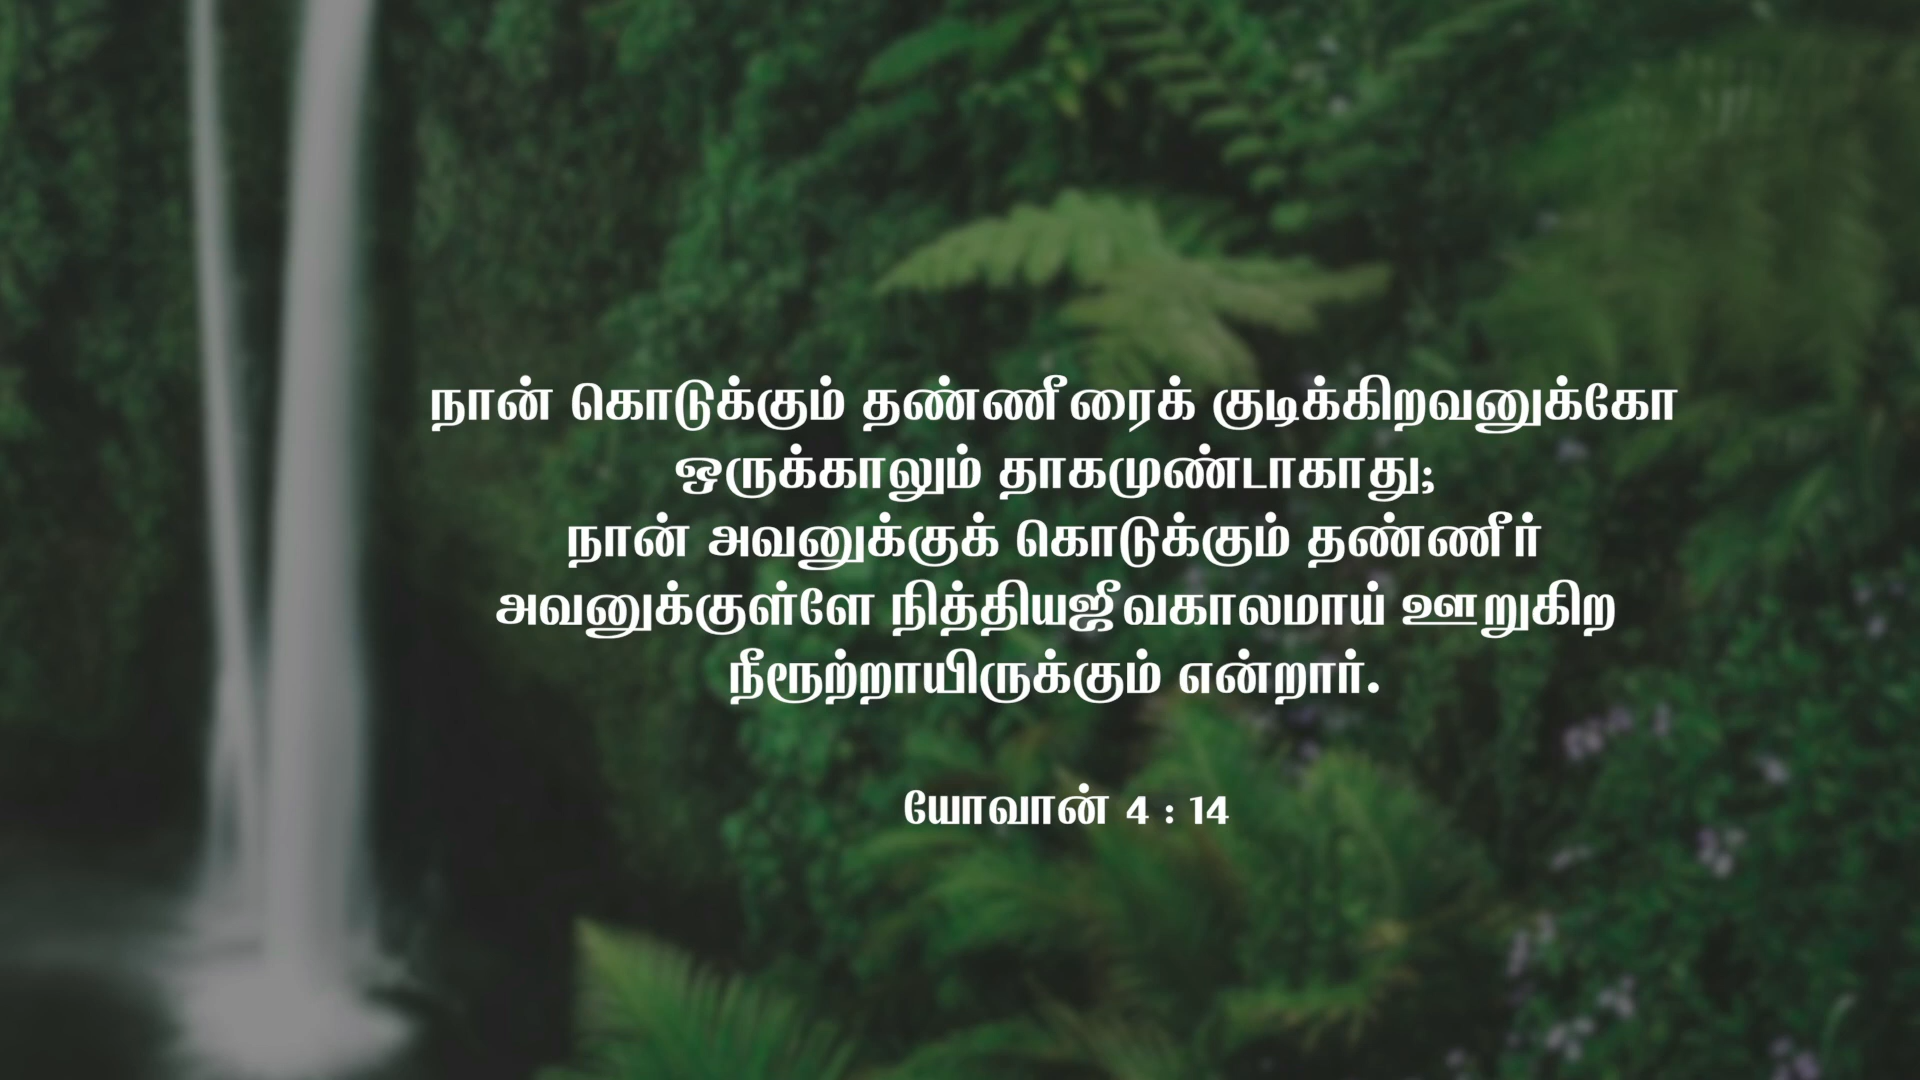 நான் கொடுக்கும் தண்ணீரைக் குடிக்கிறவனுக்கோ
ஒருக்காலும் தாகமுண்டாகாது;
நான் அவனுக்குக் கொடுக்கும் தண்ணீர்
அவனுக்குள்ளே நித்தியஜீவகாலமாய் ஊறுகிற
நீரூற்றாயிருக்கும் என்றார்.
யோவான் 4 : 14